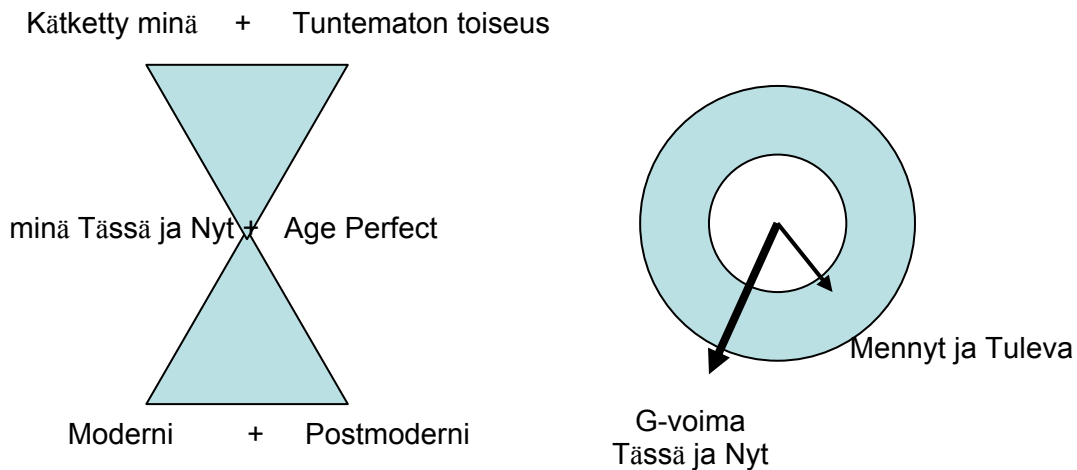 Kätketty minä + Tuntematon toiseus
minä Tässä ja Nyt + Age Perfect
Moderni + Postmoderni
Mennyt ja Tuleva
G-voima
Tässä ja Nyt